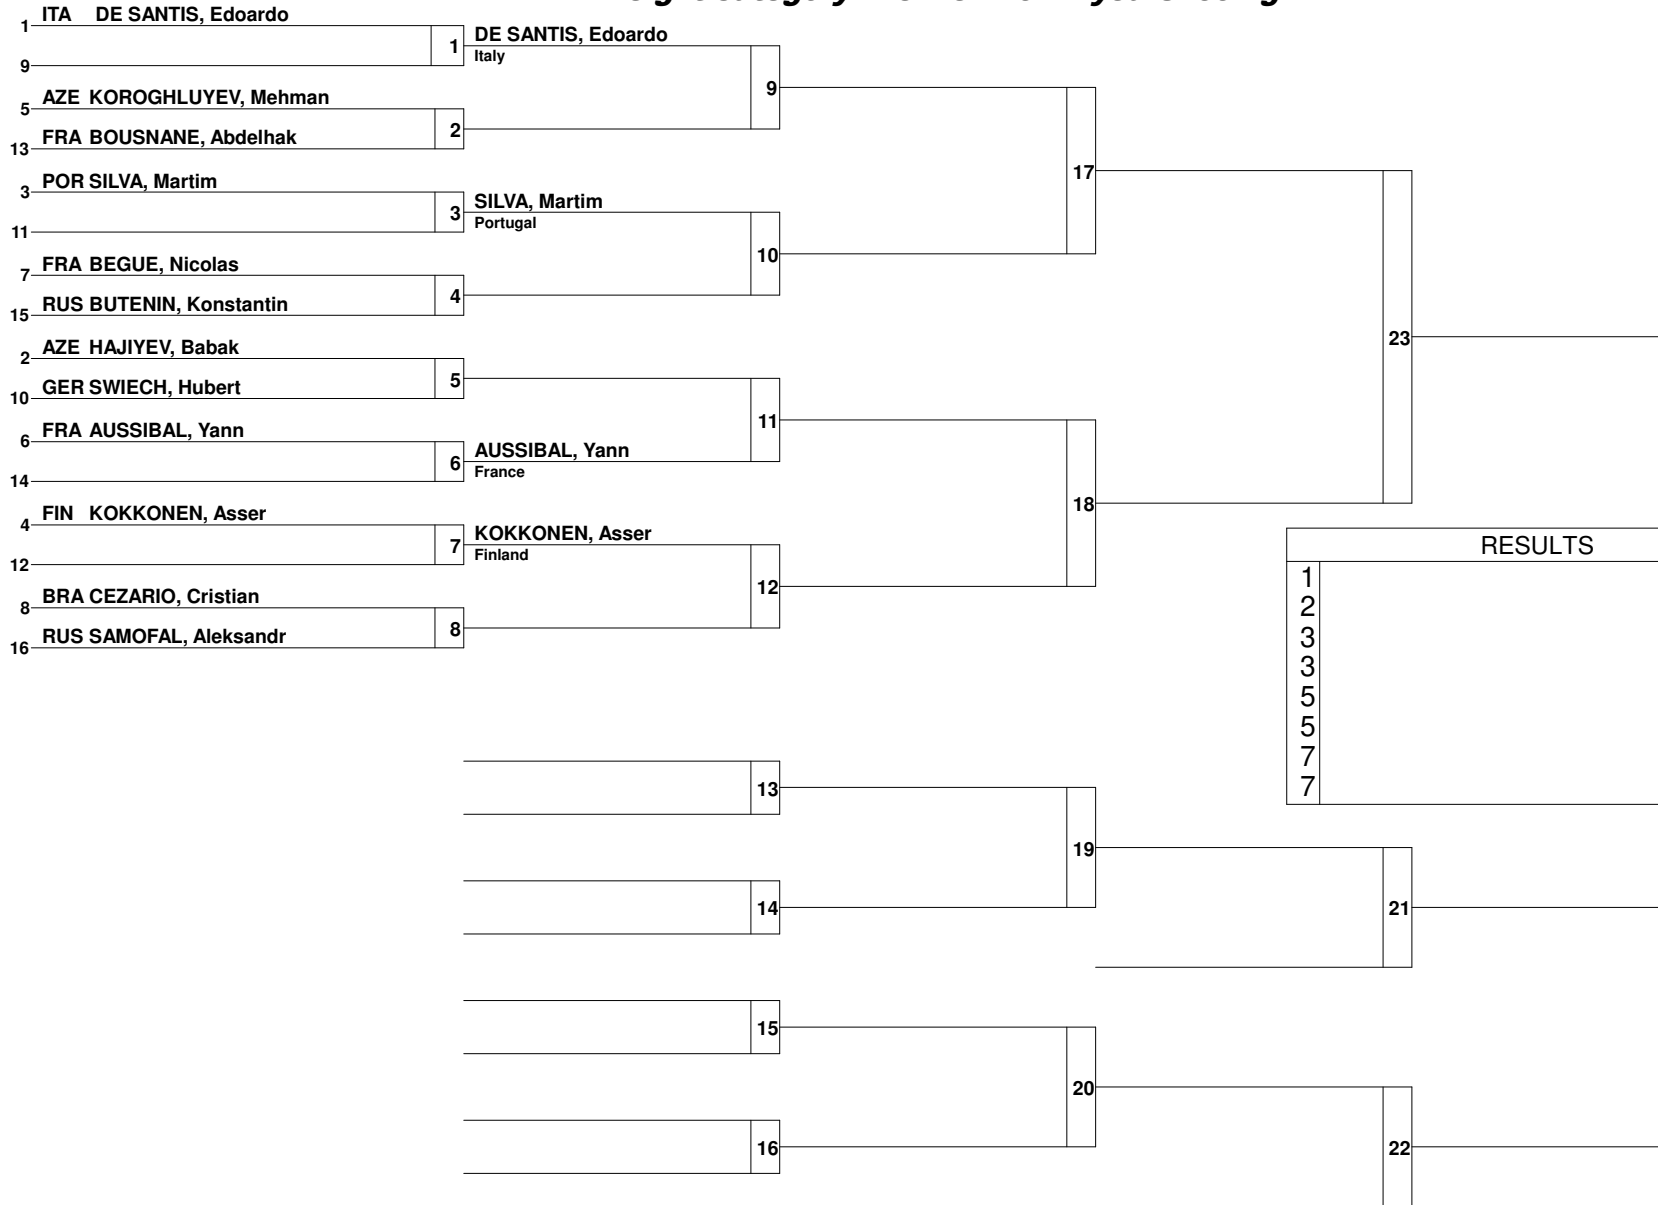 1 ITA DE SANTIS, Edoardo
9
1 DE SANTIS, Edoardo
Italy
5 AZE KOROGHLUYEV, Mehman
13 FRA BOUSNANE, Abdelhak
2
9
3 POR SILVA, Martim
11
3 SILVA, Martim
Portugal
7 FRA BEGUE, Nicolas
15 RUS BUTENIN, Konstantin
4
10
17
2 AZE HAJIYEV, Babak
10 GER SWIECH, Hubert
5
6 FRA AUSSIBAL, Yann
14
6 AUSSIBAL, Yann
France
11
4 FIN KOKKONEN, Asser
12
7 KOKKONEN, Asser
Finland
8 BRA CEZARIO, Cristian
16 RUS SAMOFAL, Aleksandr
8
12
18
23
RESULTS
1
2
3
3
5
5
7
7
13
14
19
21
15
16
20
22